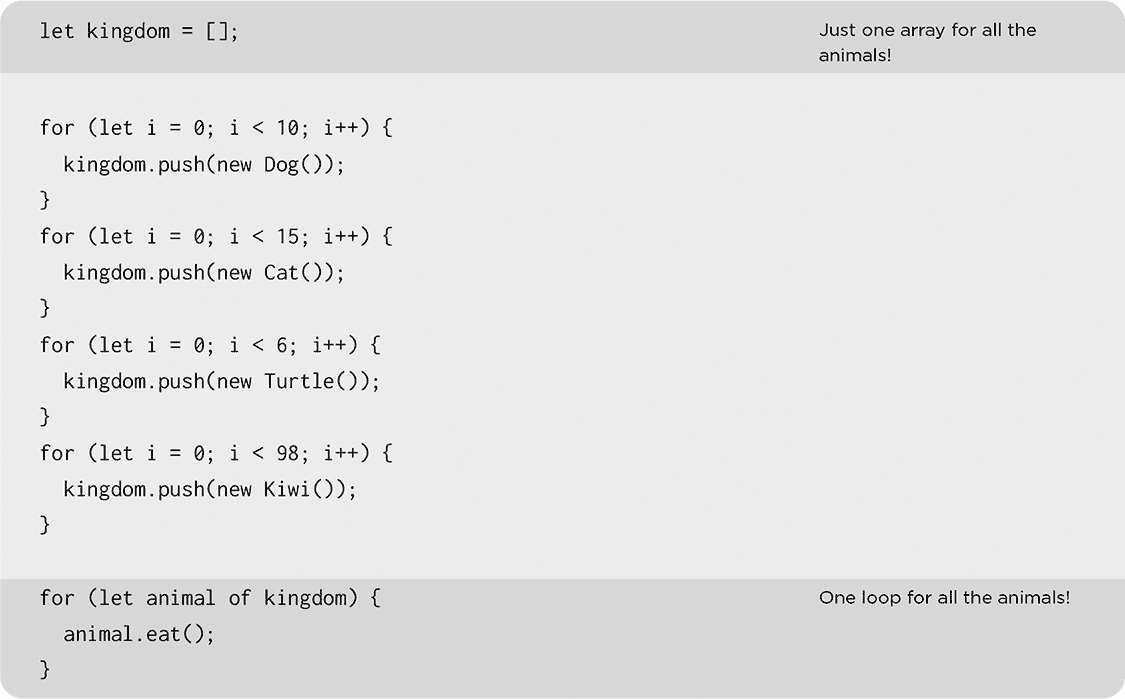 let kingdom = [];
Just one array for all the
animals!
for (let i = 0; i < 10; i++) {
  kingdom.push(new Dog());
}
for (let i = 0; i < 15; i++) {
  kingdom.push(new Cat());
}
for (let i = 0; i < 6; i++) {
  kingdom.push(new Turtle());
}
for (let i = 0; i < 98; i++) {
  kingdom.push(new Kiwi());
}
for (let animal of kingdom) {
One loop for all the animals!
  animal.eat();
}